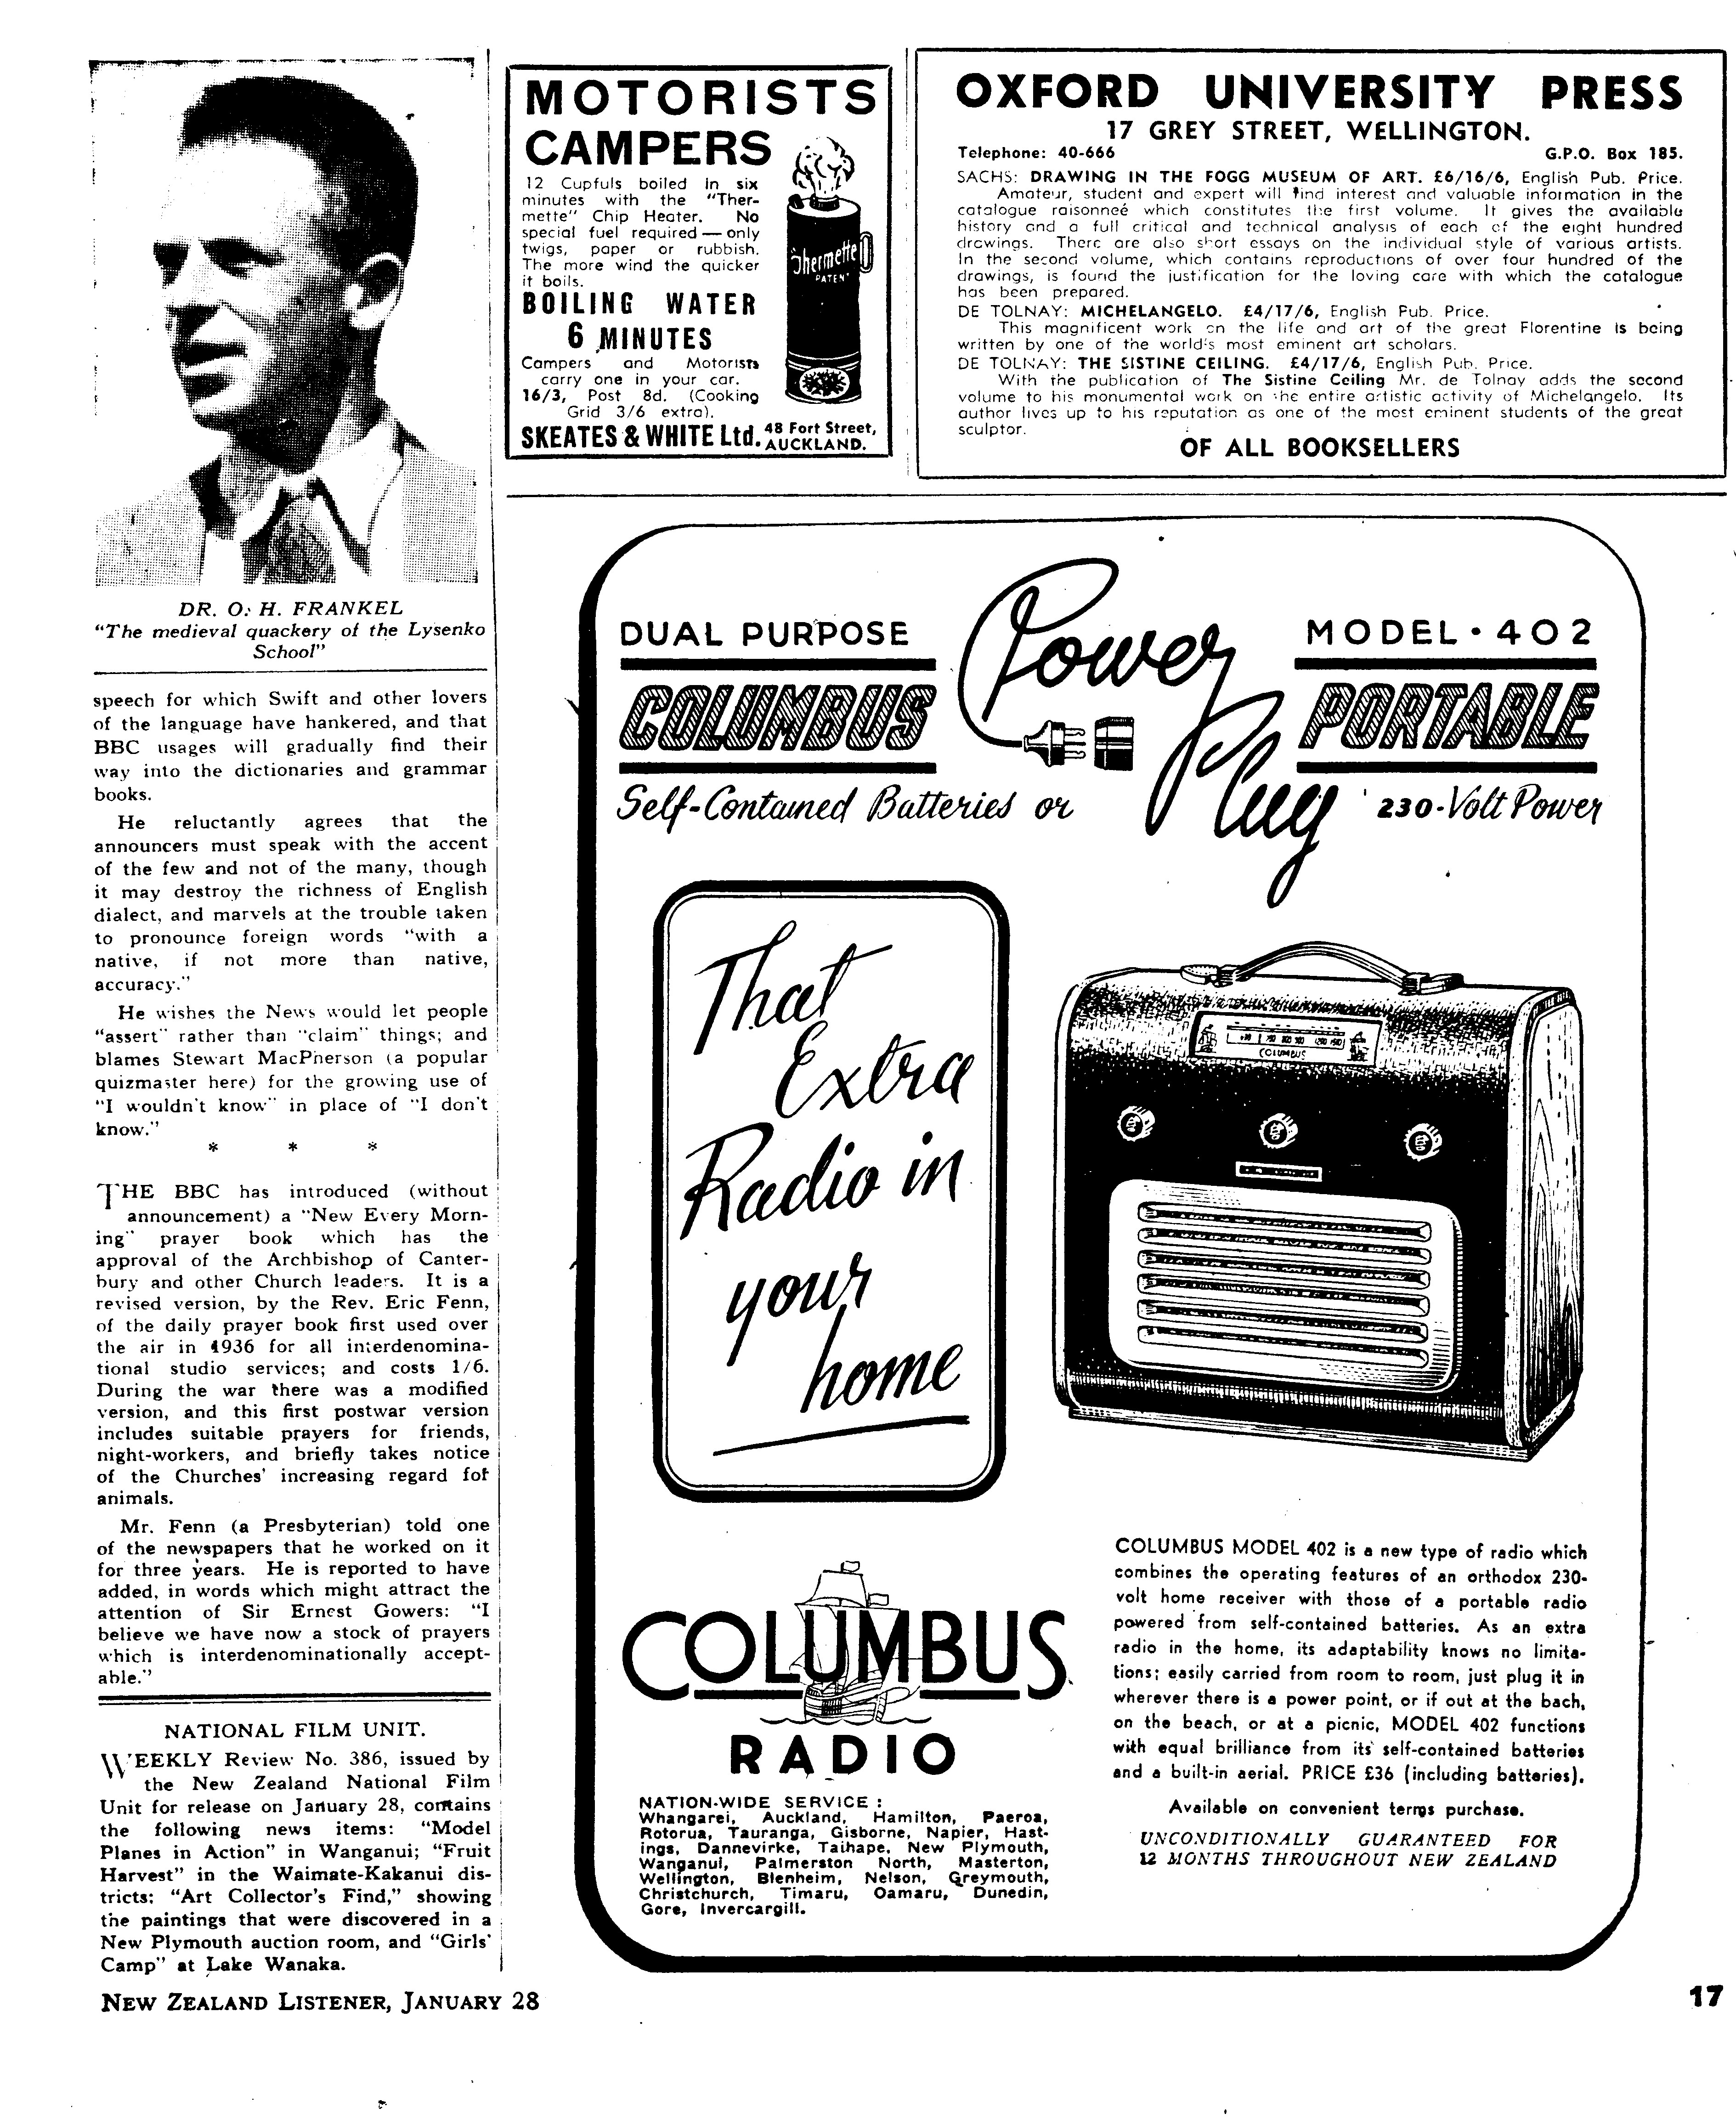 DR. O. H. FRANKEL
"The medieval quackery of the Lysenko
School"
speech for which Swift and other lovers
of the language have hankered, and that
BBC usages will gradually find their
way into the dictionaries and grammar
books.
He reluctantly agrees that the
announcers must speak with the accent
of the few and not of the many, though
it may destroy the richness of English
dialect, and marvels at the trouble taken
to pronounce foreign words "with a
native, if not more than native,
accuracy."
He wishes the News would let people
"assert" rather than "claim" things; and
blames Stewart MacPherson (a popular
quizmaster here) for the growing use of
"I wouldn't know" in place of "I don't
know."
* * *
THE BBC has introduced (without
announcement) a "New Every Morn-
ing" prayer book which has the
approval of the Archbishop of Canter-
bury and other Church leaders. It is a
revised version, by the Rev. Eric Fenn,
of the daily prayer book first used over
the air in 1936 for all interdenomina-
tional studio services; and costs 1/6.
During the war there was a modified
version, and this first postwar version
includes suitable prayers for friends,
night-workers, and briefly takes notice
of the Churches' increasing regard for
animals.
Mr. Fenn (a Presbyterian) told one
of the newspapers that he worked on it
for three years. He is reported to have
added, in words which might attract the
attention of Sir Ernest Gowers: "I
believe we have now a stock of prayers
which is interdenominationally accept-
able."
NATIONAL FILM UNIT.
WEEKLY Review No. 386, issued by
the New Zealand National Film
Unit for release on January 28, contains
the following news items: "Model
Planes in Action" in Wanganui; "Fruit
Harvest" in the Waimate-Kakanui dis-
tricts; "Art Collector's Find," showing
the paintings that were discovered in a
New Plymouth auction room, and "Girls'
Camp" at Lake Wanaka.
MOTORISTS
CAMPERS
12 Cupfuls boiled in six
minutes with the "Ther-
mette" Chip Heater. No
special fuel required — only
twigs, paper or rubbish.
The more wind the quicker
it boils.
BOILING WATER
6 MINUTES
Campers and Motorists
carry one in your car.
16/3, Post 8d. (Cooking
Grid 3/6 extra).
SKEATES & WHITE Ltd. 48 Fort Street,
AUCKLAND.
Thermette
PATENT
OXFORD UNIVERSITY PRESS
17 GREY STREET, WELLINGTON.
Telephone: 40-666 G.P.O. Box 185.
SACHS: DRAWING IN THE FOGG MUSEUM OF ART. £6/16/6, English Pub. Price.
Amateur, student and expert will find interest and valuable information in the
catalogue raisonneé which constitutes the first volume. It gives the available
history and a full critical and technical analysis of each of the eight hundred
drawings. There are also short essays on the individual style of various artists.
In the second volume, which contains reproductions of over four hundred of the
drawings, is found the justification for the loving care with which the catalogue
has been prepared.
DE TOLNAY: MICHELANGELO. £4/17/6, English Pub. Price.
This magnificent work on the life and art of the great Florentine is being
written by one of the world's most eminent art scholars.
DE TOLNAY: THE SISTINE CEILING. £4/17/6, English Pub. Price.
With the publication of The Sistine Ceiling Mr. de Tolnay adds the second
volume to his monumental work on the entire artistic activity of Michelangelo. Its
author lives up to his reputation as one of the most eminent students of the great
sculptor.
OF ALL BOOKSELLERS
DUAL PURPOSE
COLUMBUS
Power
Plug
MODEL · 402
PORTABLE
Self-Contained Batteries or 230-Volt Power
That
Extra
Radio in
your
home
COLUMBUS
COLUMBUS
RADIO
NATION-WIDE SERVICE:
Whangarei, Auckland, Hamilton, Paeroa,
Rotorua, Tauranga, Gisborne, Napier, Hast-
ings, Dannevirke, Taihape, New Plymouth,
Wanganui, Palmerston North, Masterton,
Wellington, Blenheim, Nelson, Greymouth,
Christchurch, Timaru, Oamaru, Dunedin,
Gore, Invercargill.
COLUMBUS MODEL 402 is a new type of radio which
combines the operating features of an orthodox 230-
volt home receiver with those of a portable radio
powered from self-contained batteries. As an extra
radio in the home, its adaptability knows no limita-
tions; easily carried from room to room, just plug it in
wherever there is a power point, or if out at the bach,
on the beach, or at a picnic, MODEL 402 functions
with equal brilliance from its self-contained batteries
and a built-in aerial. PRICE £36 (including batteries).
Available on convenient terms purchase.
UNCONDITIONALLY GUARANTEED FOR
12 MONTHS THROUGHOUT NEW ZEALAND
NEW ZEALAND LISTENER, JANUARY 28
17